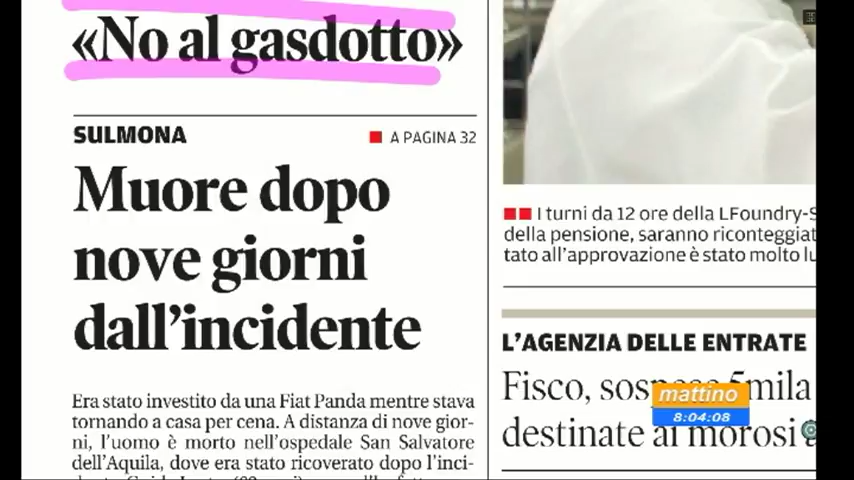 «No al gasdotto»
SULMONA
A PAGINA 32
Muore dopo
nove giorni
dall'incidente
Era stato investito da una Fiat Panda mentre stava
tornando a casa per cena. A distanza di nove gior-
ni, l'uomo è morto nell'ospedale San Salvatore
dell'Aquila, dove era stato ricoverato dopo l'inci-
I turni da 12 ore della LFoundry-S
della pensione, saranno riconteggiat
tato all'approvazione è stato molto lu
L'AGENZIA DELLE ENTRATE
Fisco, sospese 5mila
destinate ai morosi
mattino
8:04:08